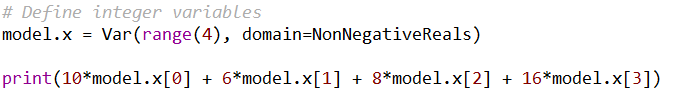 # Define integer variables
model.x = Var(range(4), domain=NonNegativeReals)
print(10*model.x[0] + 6*model.x[1] + 8*model.x[2] + 16*model.x[3])